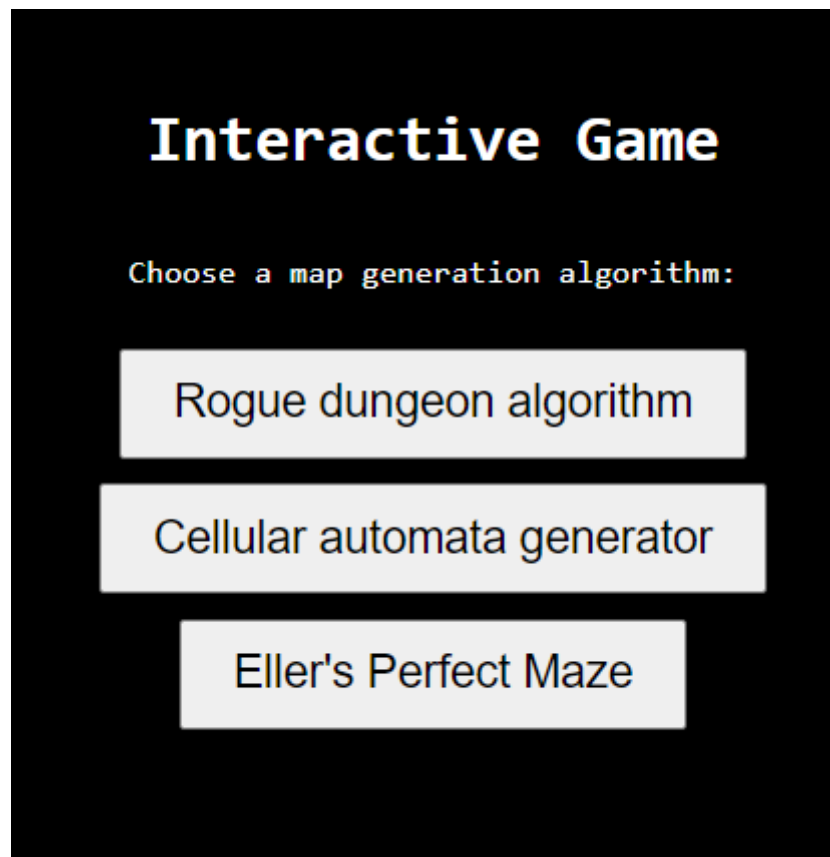 Interactive Game
Choose a map generation algorithm:
Rogue dungeon algorithm
Cellular automata generator
Eller's Perfect Maze